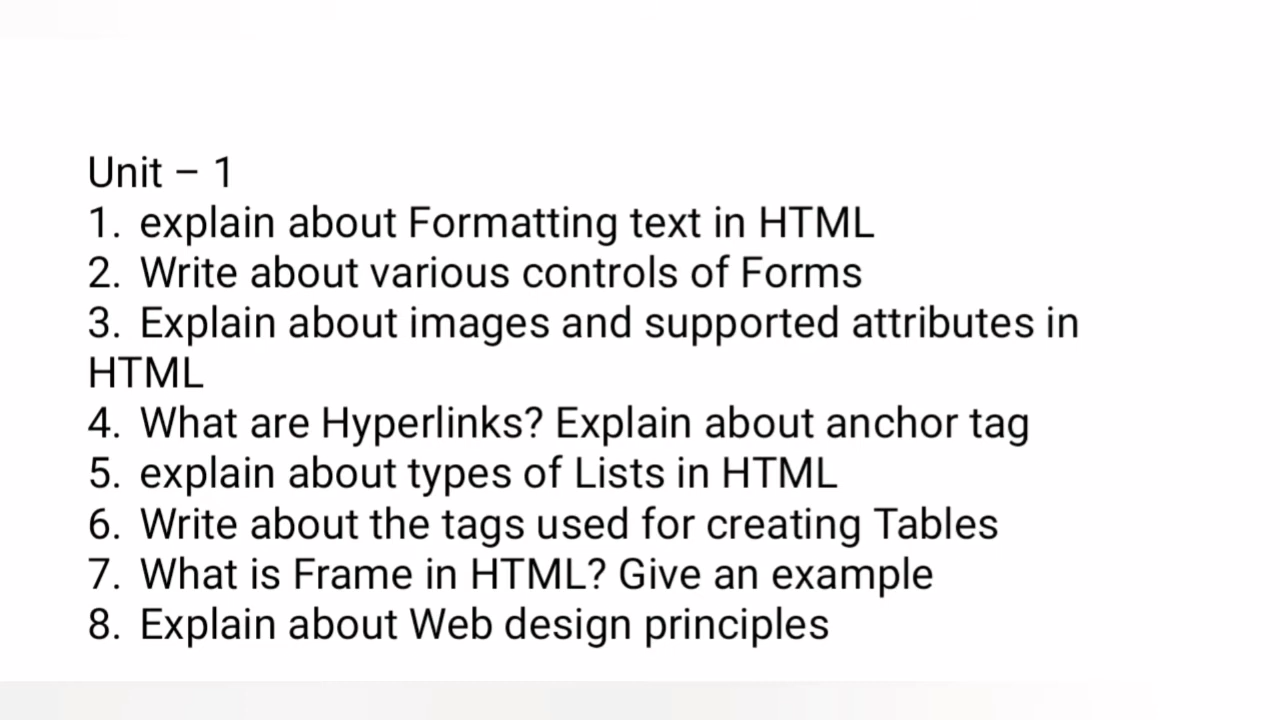 Unit – 1
1. explain about Formatting text in HTML
2. Write about various controls of Forms
3. Explain about images and supported attributes in
HTML
4. What are Hyperlinks? Explain about anchor tag
5. explain about types of Lists in HTML
6. Write about the tags used for creating Tables
7. What is Frame in HTML? Give an example
8. Explain about Web design principles